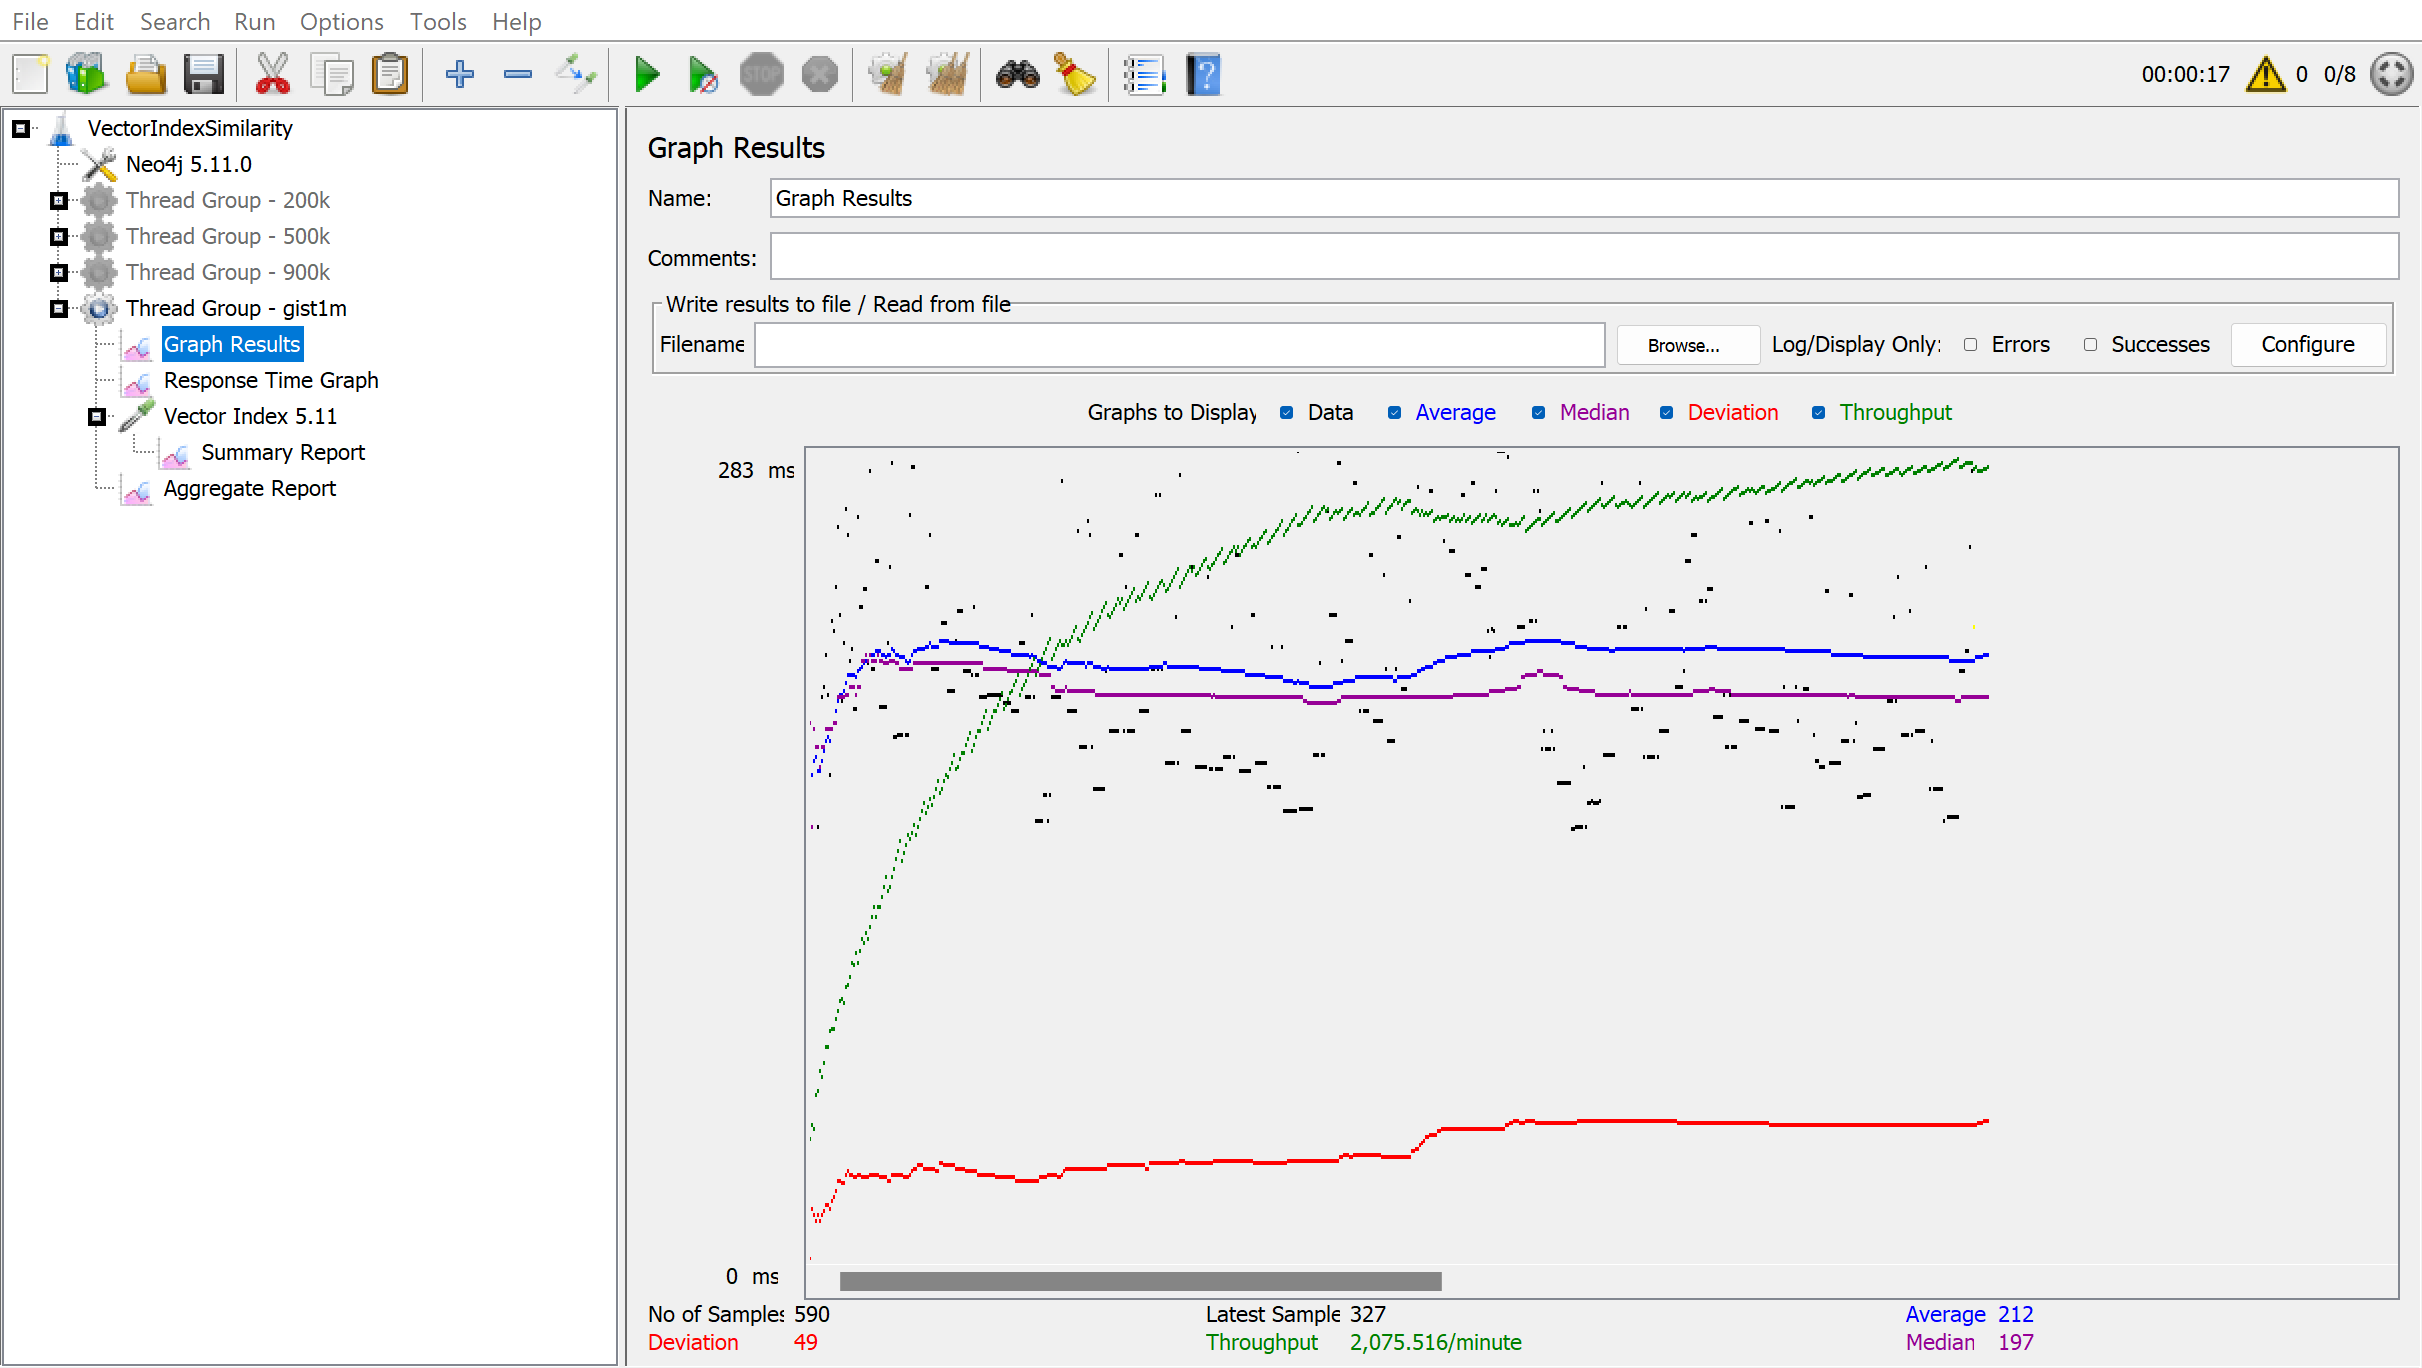 File Edit Search Run Options Tools Help
STOP 00:00:17 0 0/8
VectorIndexSimilarity
Neo4j 5.11.0
Thread Group - 200k
Thread Group - 500k
Thread Group - 900k
Thread Group - gist1m
Graph Results
Response Time Graph
Vector Index 5.11
Summary Report
Aggregate Report
Graph Results
Name: Graph Results
Comments:
Write results to file / Read from file
Filename Browse... Log/Display Only: Errors Successes Configure
Graphs to Display Data Average Median Deviation Throughput
283 ms
0 ms
No of Samples 590 Latest Sample 327 Average 212
Deviation 49 Throughput 2,075.516/minute Median 197